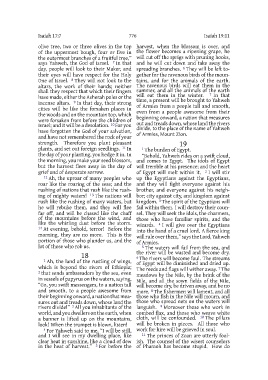 Isaiah 17:7
776
Isaiah 19:11
olive tree, two or three olives in the top
of the uppermost bough, four or five in
the outermost branches of a fruitful tree,"
says Yahweh, the God of Israel. 7 In that
day, people will look to their Maker, and
their eyes will have respect for the Holy
One of Israel. 8 They will not look to the
altars, the work of their hands; neither
shall they respect that which their fingers
have made, either the Asherah poles or the
incense altars. 9 In that day, their strong
cities will be like the forsaken places in
the woods and on the mountain top, which
were forsaken from before the children of
Israel; and it will be a desolation. 10 For you
have forgotten the God of your salvation,
and have not remembered the rock of your
strength. Therefore you plant pleasant
plants, and set out foreign seedlings. 11 In
the day of your planting, you hedge it in. In
the morning, you make your seed blossom,
but the harvest flees away in the day of
grief and of desperate sorrow.
12 Ah, the uproar of many peoples who
roar like the roaring of the seas; and the
rushing of nations that rush like the rush-
ing of mighty waters! 13 The nations will
rush like the rushing of many waters, but
he will rebuke them, and they will flee
far off, and will be chased like the chaff
of the mountains before the wind, and
like the whirling dust before the storm.
14 At evening, behold, terror! Before the
morning, they are no more. This is the
portion of those who plunder us, and the
lot of those who rob us.
18
1 Ah, the land of the rustling of wings,
which is beyond the rivers of Ethiopia;
2 that sends ambassadors by the sea, even
in vessels of papyrus on the waters, saying,
"Go, you swift messengers, to a nation tall
and smooth, to a people awesome from
their beginning onward, a nation that mea-
sures out and treads down, whose land the
rivers divide!" 3 All you inhabitants of the
world, and you dwellers on the earth, when
a banner is lifted up on the mountains,
look! When the trumpet is blown, listen!
4 For Yahweh said to me, "I will be still,
and I will see in my dwelling place, like
clear heat in sunshine, like a cloud of dew
in the heat of harvest." 5 For before the
harvest, when the blossom is over, and
the flower becomes a ripening grape, he
will cut off the sprigs with pruning hooks,
and he will cut down and take away the
spreading branches. 6 They will be left to-
gether for the ravenous birds of the moun-
tains, and for the animals of the earth.
The ravenous birds will eat them in the
summer, and all the animals of the earth
will eat them in the winter. 7 In that
time, a present will be brought to Yahweh
of Armies from a people tall and smooth,
even from a people awesome from their
beginning onward, a nation that measures
out and treads down, whose land the rivers
divide, to the place of the name of Yahweh
of Armies, Mount Zion.
19
1 The burden of Egypt.
"Behold, Yahweh rides on a swift cloud,
and comes to Egypt. The idols of Egypt
will tremble at his presence; and the heart
of Egypt will melt within it. 2 I will stir
up the Egyptians against the Egyptians,
and they will fight everyone against his
brother, and everyone against his neigh-
bor; city against city, and kingdom against
kingdom. 3 The spirit of the Egyptians will
fail within them. I will destroy their coun-
sel. They will seek the idols, the charmers,
those who have familiar spirits, and the
wizards. 4 I will give over the Egyptians
into the hand of a cruel lord. A fierce king
will rule over them," says the Lord, Yahweh
of Armies.
5 The waters will fail from the sea, and
the river will be wasted and become dry.
6 The rivers will become foul. The streams
of Egypt will be diminished and dried up.
The reeds and flags will wither away. 7 The
meadows by the Nile, by the brink of the
Nile, and all the sown fields of the Nile,
will become dry, be driven away, and be no
more. 8 The fishermen will lament, and all
those who fish in the Nile will mourn, and
those who spread nets on the waters will
languish. 9 Moreover those who work in
combed flax, and those who weave white
cloth, will be confounded. 10 The pillars
will be broken in pieces. All those who
work for hire will be grieved in soul.
11 The princes of Zoan are utterly fool-
ish. The counsel of the wisest counselors
of Pharaoh has become stupid. How do